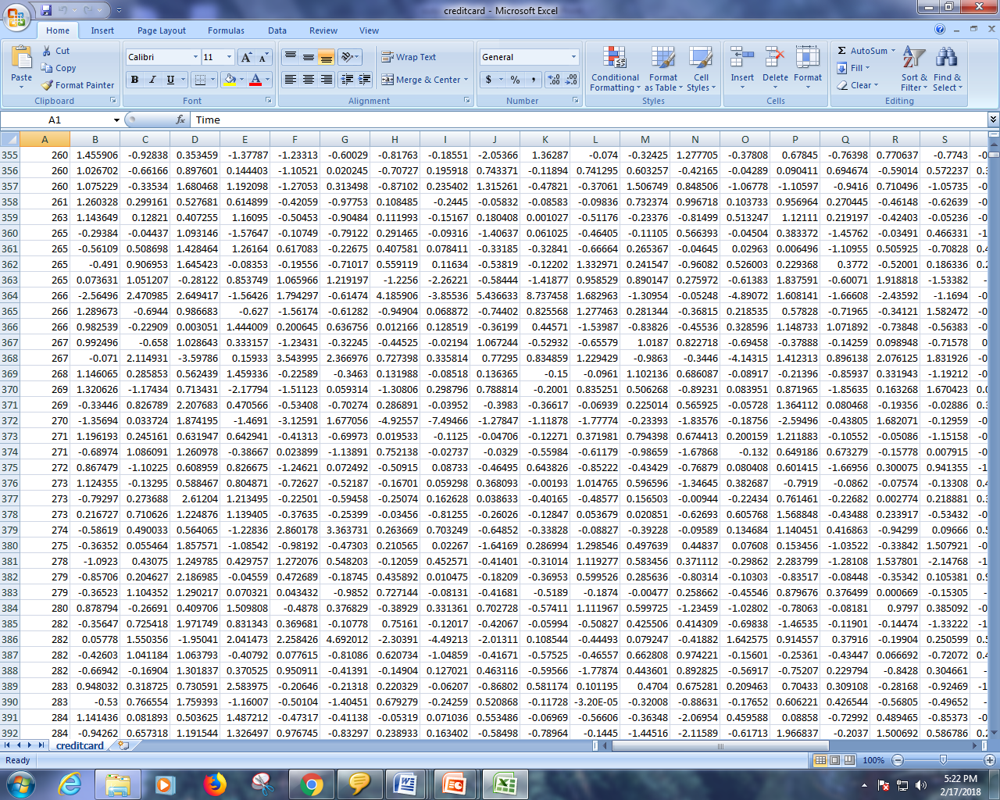 creditcard - Microsoft Excel
Home Insert Page Layout Formulas Data Review View
Paste Cut Copy Format Painter Clipboard
Calibri 11 B I U Font
Wrap Text Merge & Center Alignment
General $ % , Number
Conditional Formatting Format as Table Cell Styles Styles
Insert Delete Format Cells
AutoSum Fill Clear Sort & Filter Find & Select Editing
A1 fx Time
A B C D E F G H I J K L M N O P Q R S
355 260 1.455906 -0.92838 0.353459 -1.37787 -1.23313 -0.60029 -0.81763 -0.18551 -2.05366 1.36287 -0.074 -0.32425 1.277705 -0.37808 0.67845 -0.76398 0.770637 -0.7743
356 260 1.026702 -0.66166 0.897601 0.144403 -1.10521 0.020245 -0.70727 0.195918 0.743371 -0.11894 0.741295 0.603257 -0.42165 -0.04289 0.090411 0.694674 -0.59014 0.572237
357 260 1.075229 -0.33534 1.680468 1.192098 -1.27053 0.313498 -0.87102 0.235402 1.315261 -0.47821 -0.37061 1.506749 0.848506 -1.06778 -1.10597 -0.9416 0.710496 -1.05735
358 261 1.260328 0.299161 0.527681 0.614899 -0.42059 -0.97753 0.108485 -0.2445 -0.05832 -0.08583 -0.09836 0.732374 0.996718 0.103733 0.956964 0.270445 -0.46148 -0.62639
359 263 1.143649 0.12821 0.407255 1.16095 -0.50453 -0.90484 0.111993 -0.15167 0.180408 0.001027 -0.51176 -0.23376 -0.81499 0.513247 1.12111 0.219197 -0.42403 -0.05236
360 265 -0.29384 -0.04437 1.093146 -1.57647 -0.10749 -0.79122 0.291465 -0.09316 -1.40637 0.061025 -0.46405 -0.11105 0.566393 -0.04504 0.383372 -1.45762 -0.03491 0.466331
361 265 -0.56109 0.508698 1.428464 1.26164 0.617083 -0.22675 0.407581 0.078411 -0.33185 -0.32841 -0.66664 0.265367 -0.04645 0.02963 0.006496 -1.10955 0.505925 -0.70828
362 265 -0.491 0.906953 1.645423 -0.08353 -0.19556 -0.71017 0.559119 0.11634 -0.53819 -0.12202 1.332971 0.241547 -0.96082 0.526003 0.229368 0.3772 -0.52001 0.186336
363 265 0.073631 1.051207 -0.28122 0.853749 1.065966 1.219197 -1.2256 -2.26221 -0.58444 -1.41877 0.958529 0.890147 0.275972 -0.61383 1.837591 -0.60071 1.918818 -1.53382
364 266 -2.56496 2.470985 2.649417 -1.56426 1.794297 -0.61474 4.185906 -3.85536 5.436633 8.737458 1.682963 -1.30954 -0.05248 -4.89072 1.608141 -1.66608 -2.43592 -1.1694
365 266 1.289673 -0.6944 0.986683 -0.627 -1.56174 -0.61282 -0.94904 0.068872 -0.74402 0.825568 1.277463 0.281344 -0.36815 0.218535 0.57828 -0.71965 -0.34121 1.582472
366 266 0.982539 -0.22909 0.003051 1.444009 0.200645 0.636756 0.012166 0.128519 -0.36199 0.44571 -1.53987 -0.83826 -0.45536 0.328596 1.148733 1.071892 -0.73848 -0.56383
367 267 0.992496 -0.658 1.028643 0.333157 -1.23431 -0.32245 -0.44525 -0.02194 1.067244 -0.52932 -0.65579 1.0187 0.822718 -0.69458 -0.37888 -0.14259 0.098948 -0.71578
368 267 -0.071 2.114931 -3.59786 0.15933 3.543995 2.366976 0.727398 0.335814 0.77295 0.834859 1.229429 -0.9863 -0.3446 -4.14315 1.412313 0.896138 2.076125 1.831926
369 268 1.146065 0.285853 0.562439 1.459336 -0.22589 -0.3463 0.131988 -0.08518 0.136365 -0.15 -0.0961 1.102136 0.686087 -0.08917 -0.21396 -0.85937 0.331943 -1.19212
370 269 1.320626 -1.17434 0.713431 -2.17794 -1.51123 0.059314 -1.30806 0.298796 0.788814 -0.2001 0.835251 0.506268 -0.89231 0.083951 0.871965 -1.85635 0.163268 1.670423
371 269 -0.33446 0.826789 2.207683 0.470566 -0.53408 -0.70274 0.286891 -0.03952 -0.3983 -0.36617 -0.06939 0.225014 0.565925 -0.05728 1.364112 0.080468 -0.19356 -0.02886
372 270 -1.35694 0.033724 1.874195 -1.4691 -3.12591 1.677056 -4.92557 -7.49466 -1.27847 -1.11878 -1.77774 -0.23393 -1.83576 -0.18756 -2.59496 -0.43805 1.682071 -0.12959
373 271 1.196193 0.245161 0.631947 0.642941 -0.41313 -0.69973 0.019533 -0.1125 -0.04706 -0.12271 0.371981 0.794398 0.674413 0.200159 1.211883 -0.10552 -0.05086 -1.15158
374 271 -0.68974 1.086091 1.260978 -0.38667 0.023899 -1.13891 0.752138 -0.02737 -0.0329 -0.55984 -0.61179 -0.98659 -1.67868 -0.132 0.649186 0.673279 -0.15778 0.007915
375 272 0.867479 -1.10225 0.608959 0.826675 -1.24621 0.072492 -0.50915 0.08733 -0.46495 0.643826 -0.85222 -0.43429 -0.76879 0.080408 0.601415 -1.66956 0.300075 0.941355
376 273 1.124355 -0.13295 0.588467 0.804871 -0.72627 -0.52187 -0.16701 0.059298 0.368093 -0.00193 1.014765 0.596596 -1.34645 0.382687 -0.7919 -0.0862 -0.07574 -0.13308
377 273 -0.79297 0.273688 2.61204 1.213495 -0.22501 -0.59458 -0.25074 0.162628 0.038633 -0.40165 -0.48577 0.156503 -0.00944 -0.22434 0.761461 -0.22682 0.002774 0.218881
378 273 0.216727 0.710626 1.224876 1.139405 -0.37635 -0.25399 -0.03456 -0.81255 -0.26026 -0.12847 0.053679 0.020851 -0.62693 0.605768 1.568848 -0.43488 0.233917 -0.53432
379 274 -0.58619 0.490033 0.564065 -1.22836 2.860178 3.363731 0.263669 0.703249 -0.64852 -0.33828 -0.08827 -0.39228 -0.09589 0.134684 1.140451 0.416863 -0.94299 0.09666
380 275 -0.36352 0.055464 1.857571 -1.08542 -0.98192 -0.47303 0.210565 0.02267 -1.64169 0.286994 1.298546 0.497639 0.44837 0.07608 0.153456 -1.03522 -0.33842 1.507921
381 278 -1.0923 0.43075 1.249785 0.429757 1.272076 0.548203 -0.12059 0.452571 -0.41401 -0.31014 1.119277 0.583456 0.371112 -0.29862 2.283799 -1.28108 1.537801 -2.14768
382 279 -0.85706 0.204627 2.186985 -0.04559 0.472689 -0.18745 0.435892 0.010475 -0.18209 -0.36953 0.599526 0.285636 -0.80314 -0.10303 -0.83517 -0.08448 -0.35342 0.105381
383 279 -0.36523 1.104352 1.290217 0.070321 0.043432 -0.9852 0.727144 -0.08131 -0.41681 -0.5189 -0.1874 -0.00477 0.258662 -0.45546 0.879676 0.376499 0.000669 -0.15305
384 280 0.878794 -0.26691 0.409706 1.509808 -0.4878 0.376829 -0.38929 0.331361 0.702728 -0.57411 1.111967 0.599725 -1.23459 -1.02802 -0.78063 -0.08181 0.9797 0.385092
385 282 -0.35647 0.725418 1.971749 0.831343 0.369681 -0.10778 0.75161 -0.12017 -0.42067 -0.05994 -0.50827 0.425506 0.414309 -0.69838 -1.46535 -0.11901 -0.14474 -1.33222
386 282 0.05778 1.550356 -1.95041 2.041473 2.258426 4.692012 -2.30391 -4.49213 -2.01311 0.108544 -0.44493 0.079247 -0.41882 1.642575 0.914557 0.37916 -0.19904 0.250599
387 282 -0.42603 1.041184 1.063793 -0.40792 0.077615 -0.81086 0.620734 -1.04859 -0.41671 -0.57525 -0.46557 0.662808 0.974221 -0.15601 -0.25361 -0.43447 0.066692 -0.72072
388 282 -0.66942 -0.16904 1.301837 0.370525 0.950911 -0.41391 -0.14904 0.127021 0.463116 -0.59566 -1.77874 0.443601 0.892825 -0.56917 -0.75207 0.229794 -0.8428 0.304661
389 283 0.948032 0.318725 0.730591 2.583975 -0.20646 -0.21318 0.220329 -0.06207 -0.86802 0.581174 0.101195 0.4704 0.675281 0.209463 0.70433 0.309108 -0.28168 -0.92469
390 283 -0.53 0.766554 1.759393 -1.16007 -0.50104 -1.40451 0.679279 -0.24259 0.520868 -0.11728 -3.20E-05 -0.32008 -0.88631 -0.17652 0.606221 0.426544 -0.56805 -0.49652
391 284 1.141436 0.081893 0.503625 1.487212 -0.47317 -0.41138 -0.05319 0.071036 0.553486 -0.06969 -0.56606 -0.36348 -2.06954 0.459588 0.08858 -0.72992 0.489465 -0.85373
392 284 -0.94262 0.657318 1.191544 1.326497 0.976745 -0.83297 0.238933 0.163402 -0.58498 -0.78964 -0.1445 -1.44516 -2.11589 -0.61713 1.966837 -0.2037 1.500692 0.586786
creditcard
Ready 100%
5:22 PM
2/17/2018